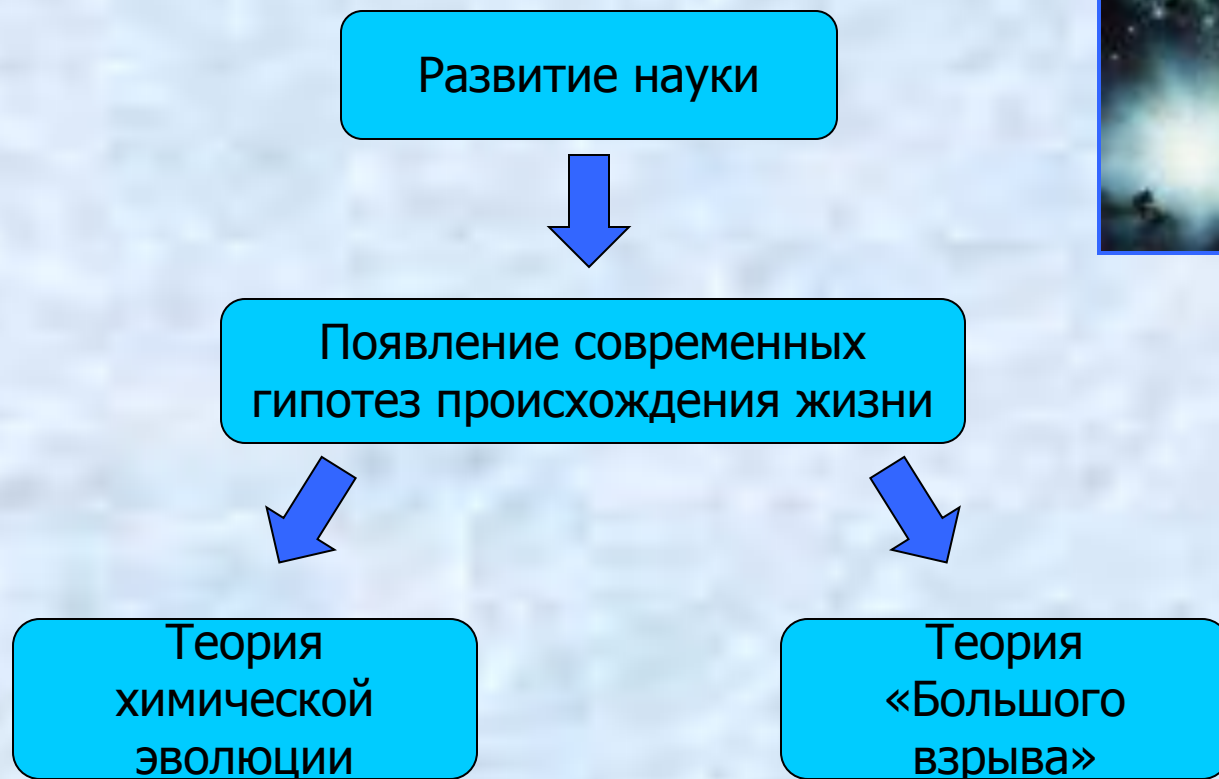 Развитие науки
Появление современных
гипотез происхождения жизни
Теория
химической
эволюции
Теория
«Большого
взрыва»